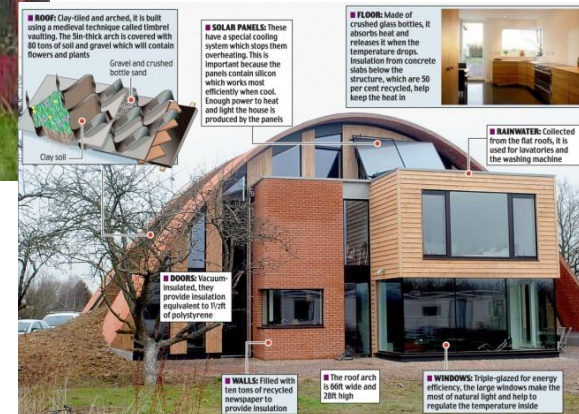 ■ ROOF: Clay-tiled and arched, it is built
using a medieval technique called timbrel
vaulting. The 5in-thick arch is covered with
80 tons of soil and gravel which will contain
flowers and plants
Gravel and crushed
bottle sand
Clay soil
■ SOLAR PANELS: These
have a special cooling
system which stops them
overheating. This is
important because the
panels contain silicon
which works most
efficiently when cool.
Enough power to heat
and light the house is
produced by the panels
■ FLOOR: Made of
crushed glass bottles, it
absorbs heat and
releases it when the
temperature drops.
Insulation from concrete
slabs below the
structure, which are 50
per cent recycled, help
keep the heat in
■ RAINWATER: Collected
from the flat roofs, it is
used for lavatories and
the washing machine
■ DOORS: Vacuum-
insulated, they
provide insulation
equivalent to 1½ft
of polystyrene
■ WALLS: Filled with
ten tons of recycled
newspaper to
provide insulation
■ The roof arch
is 66ft wide and
28ft high
■ WINDOWS: Triple-glazed for energy
efficiency, the large windows make the
most of natural light and help to
regulate the temperature inside